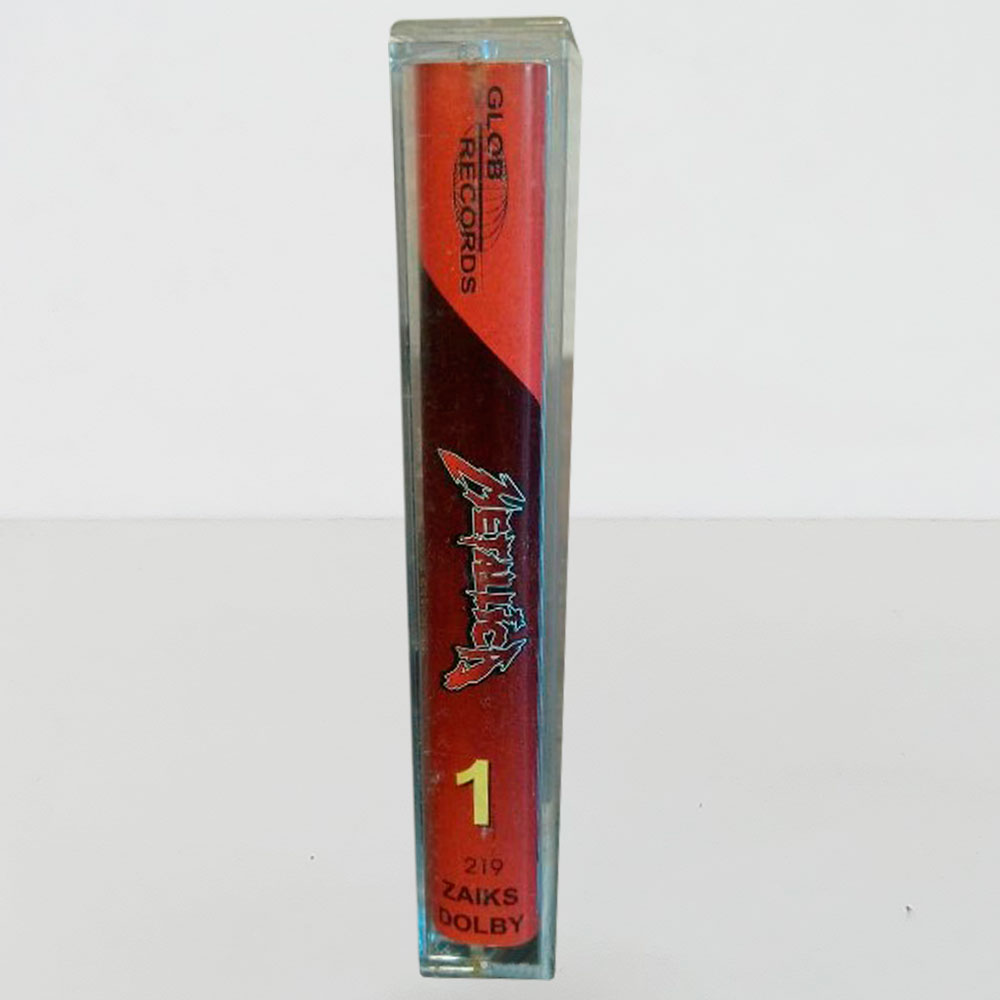 GLOB
RECORDS
METALLICA
1
219
ZAIKS
DOLBY